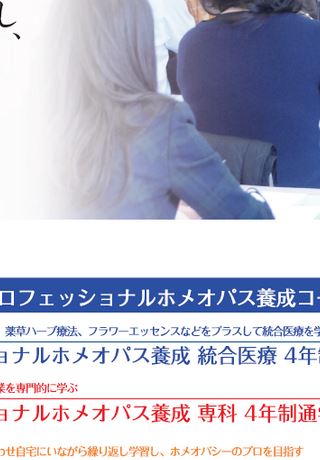 し、
ロフェッショナルホメオパス養成コー
薬草ハーブ療法、フラワーエッセンスなどをプラスして統合医療を学
ョナルホメオパス養成 統合医療 4年制
業を専門的に学ぶ
ョナルホメオパス養成 専科 4年制通学
わせ自宅にいながら繰り返し学習し、ホメオパシーのプロを目指す